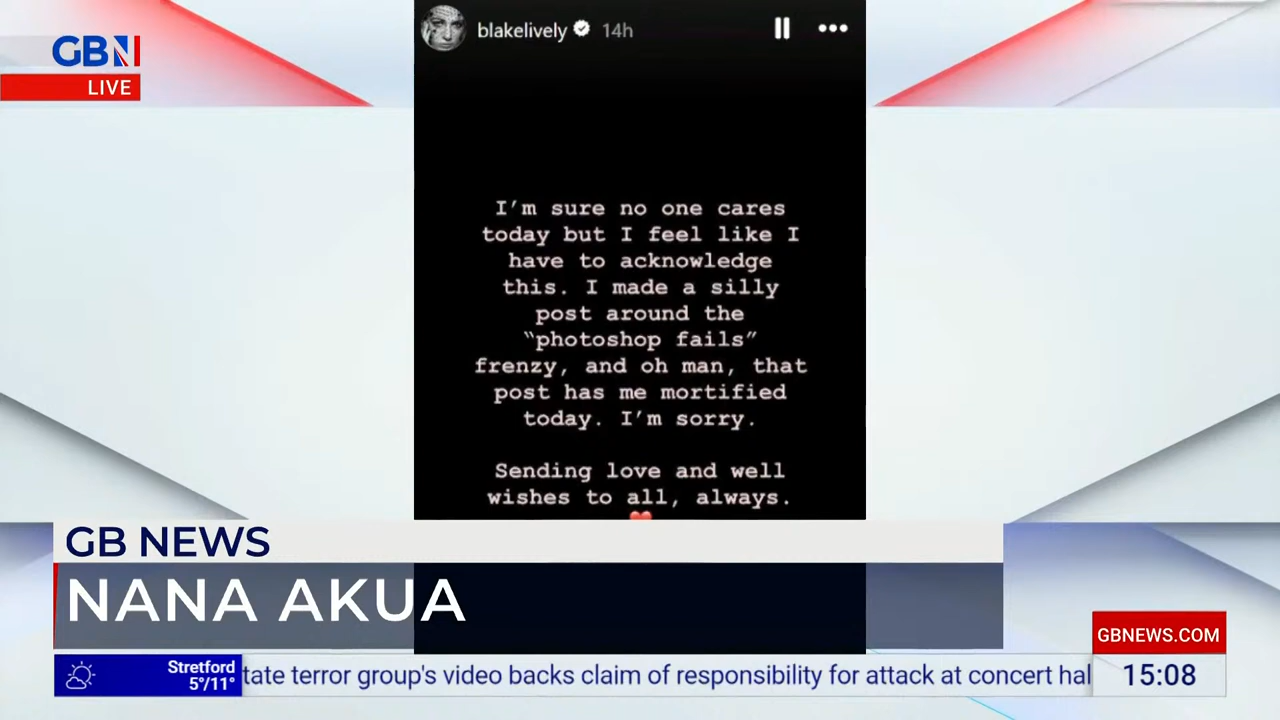 GBN
LIVE
blakelively 14h
I'm sure no one cares
today but I feel like I
have to acknowledge
this. I made a silly
post around the
“photoshop fails”
frenzy, and oh man, that
post has me mortified
today. I'm sorry.
Sending love and well
wishes to all, always.
GB NEWS
NANA AKUA
GBNEWS.COM
Stretford
5°/11°
tate terror group's video backs claim of responsibility for attack at concert hal
15:08